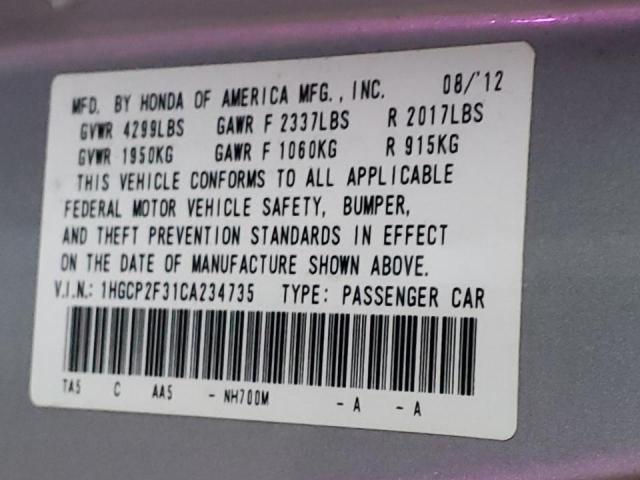 MFD. BY HONDA OF AMERICA MFG., INC. 08/'12
GVWR 4299LBS GAWR F 2337LBS R 2017LBS
GVWR 1950KG GAWR F 1060KG R 915KG
THIS VEHICLE CONFORMS TO ALL APPLICABLE
FEDERAL MOTOR VEHICLE SAFETY, BUMPER,
AND THEFT PREVENTION STANDARDS IN EFFECT
ON THE DATE OF MANUFACTURE SHOWN ABOVE.
V.I.N.: 1HGCP2F31CA234735 TYPE: PASSENGER CAR
TA5 C AA5 - NH700M - A - A